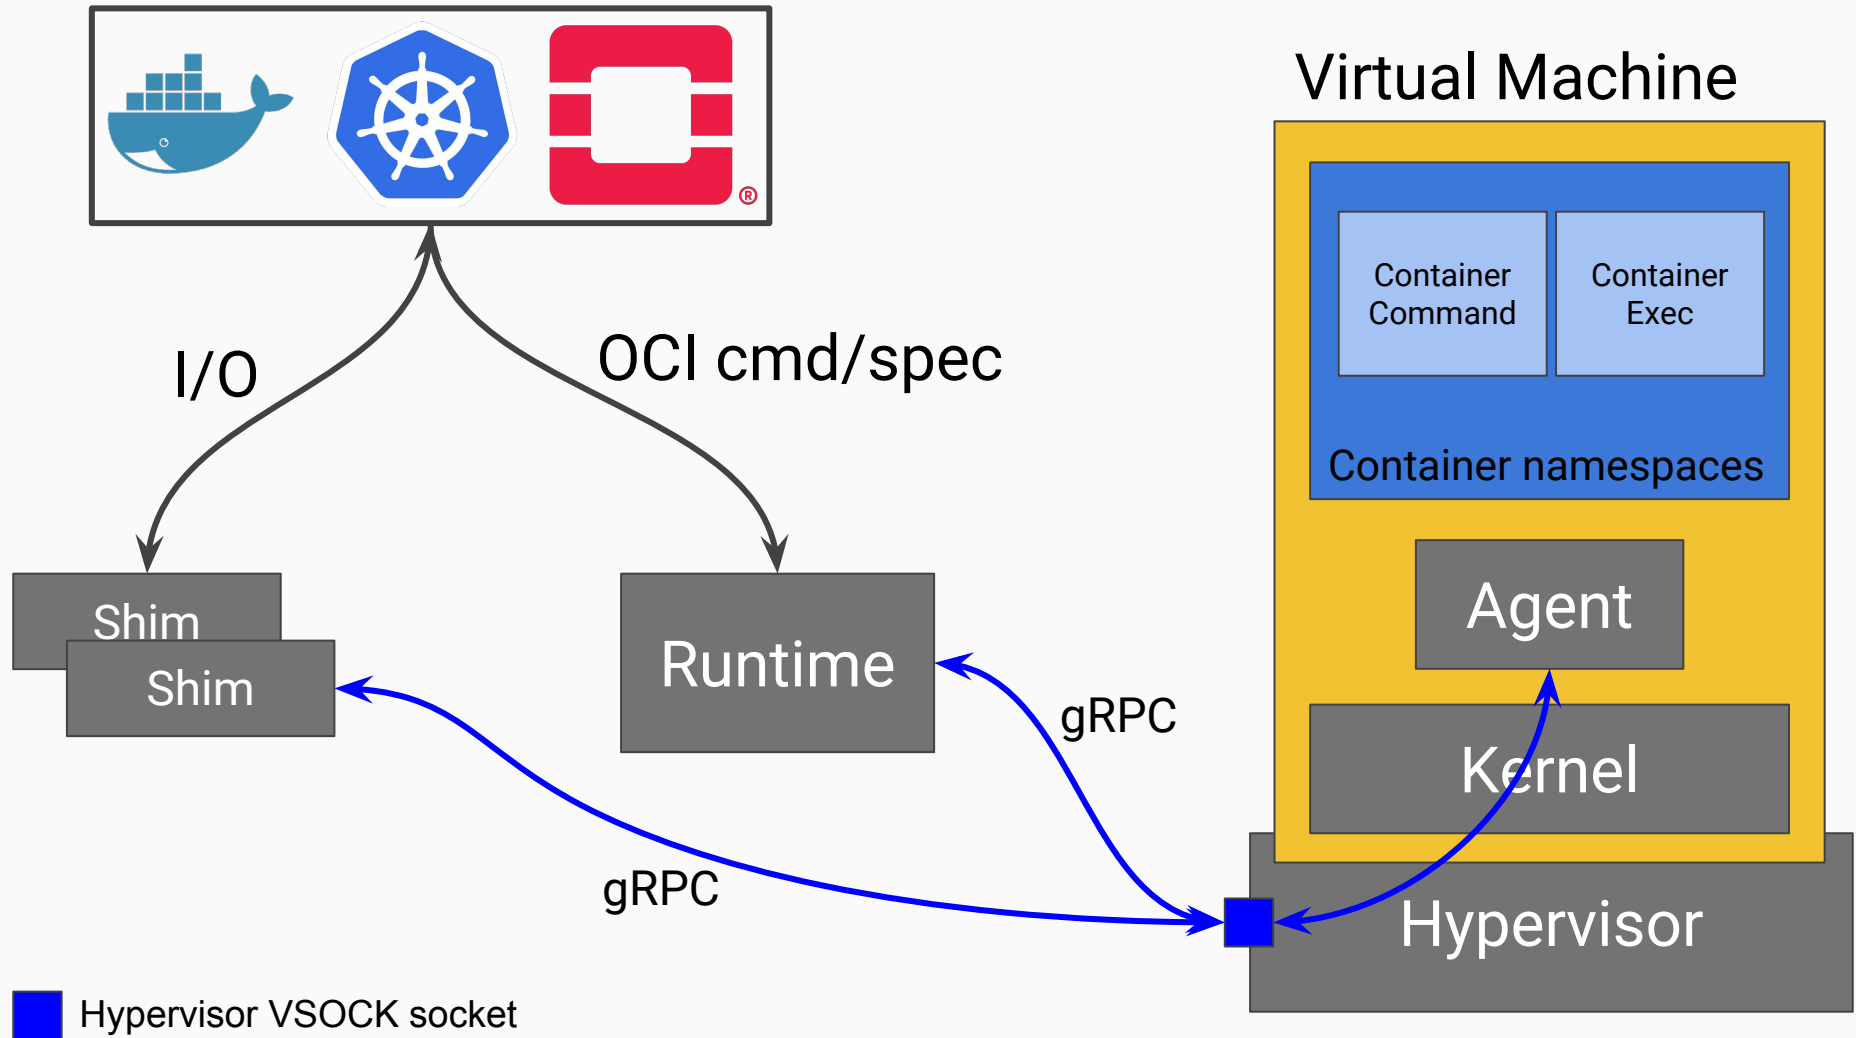 ®
Virtual Machine
Container
Command
Container
Exec
Container namespaces
I/O
OCI cmd/spec
Shim
Shim
Runtime
Agent
gRPC
Kernel
gRPC
Hypervisor
Hypervisor VSOCK socket